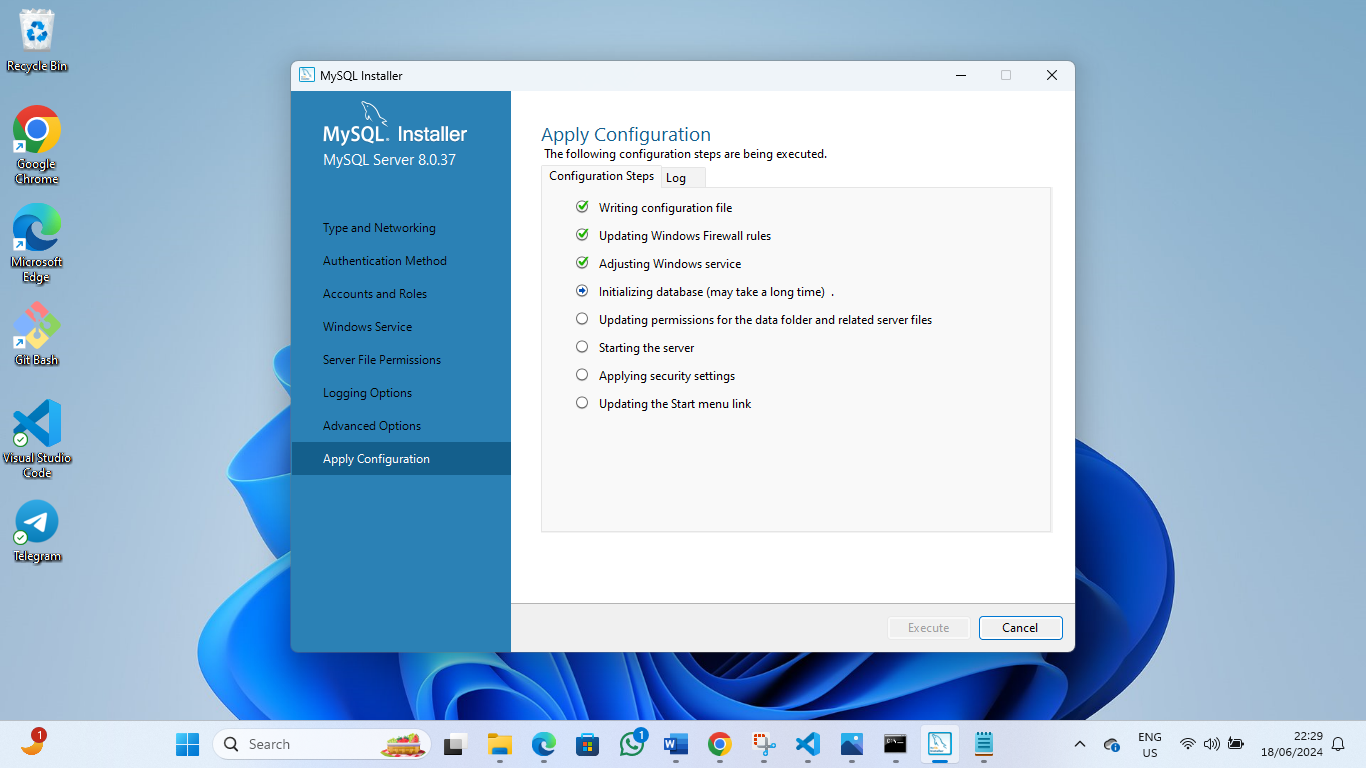 Recycle Bin
Google
Chrome
Microsoft
Edge
Git Bash
Visual Studio
Code
Telegram
MySQL Installer
MySQL. Installer
MySQL Server 8.0.37
Type and Networking
Authentication Method
Accounts and Roles
Windows Service
Server File Permissions
Logging Options
Advanced Options
Apply Configuration
Apply Configuration
The following configuration steps are being executed.
Configuration Steps
Log
Writing configuration file
Updating Windows Firewall rules
Adjusting Windows service
Initializing database (may take a long time) .
Updating permissions for the data folder and related server files
Starting the server
Applying security settings
Updating the Start menu link
Execute
Cancel
1
Search
1
ENG
US
22:29
18/06/2024